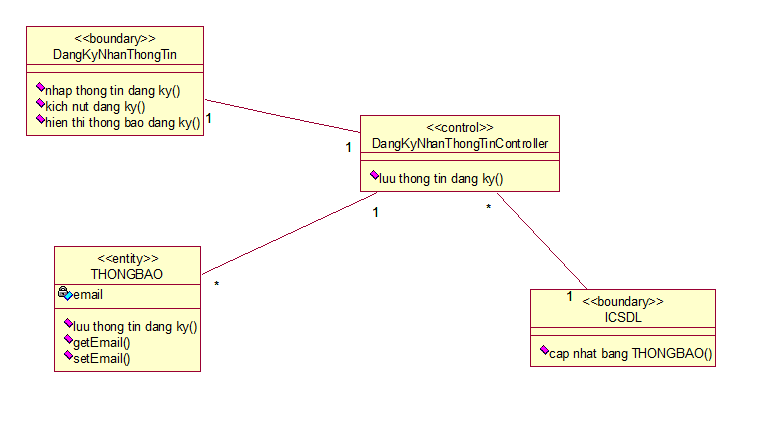 <<boundary>>
DangKyNhanThongTin
nhap thong tin dang ky()
kich nut dang ky()
hien thi thong bao dang ky()
1
1
<<control>>
DangKyNhanThongTinController
luu thong tin dang ky()
1
*
<<entity>>
THONGBAO
email
luu thong tin dang ky()
getEmail()
setEmail()
*
1
<<boundary>>
ICSDL
cap nhat bang THONGBAO()